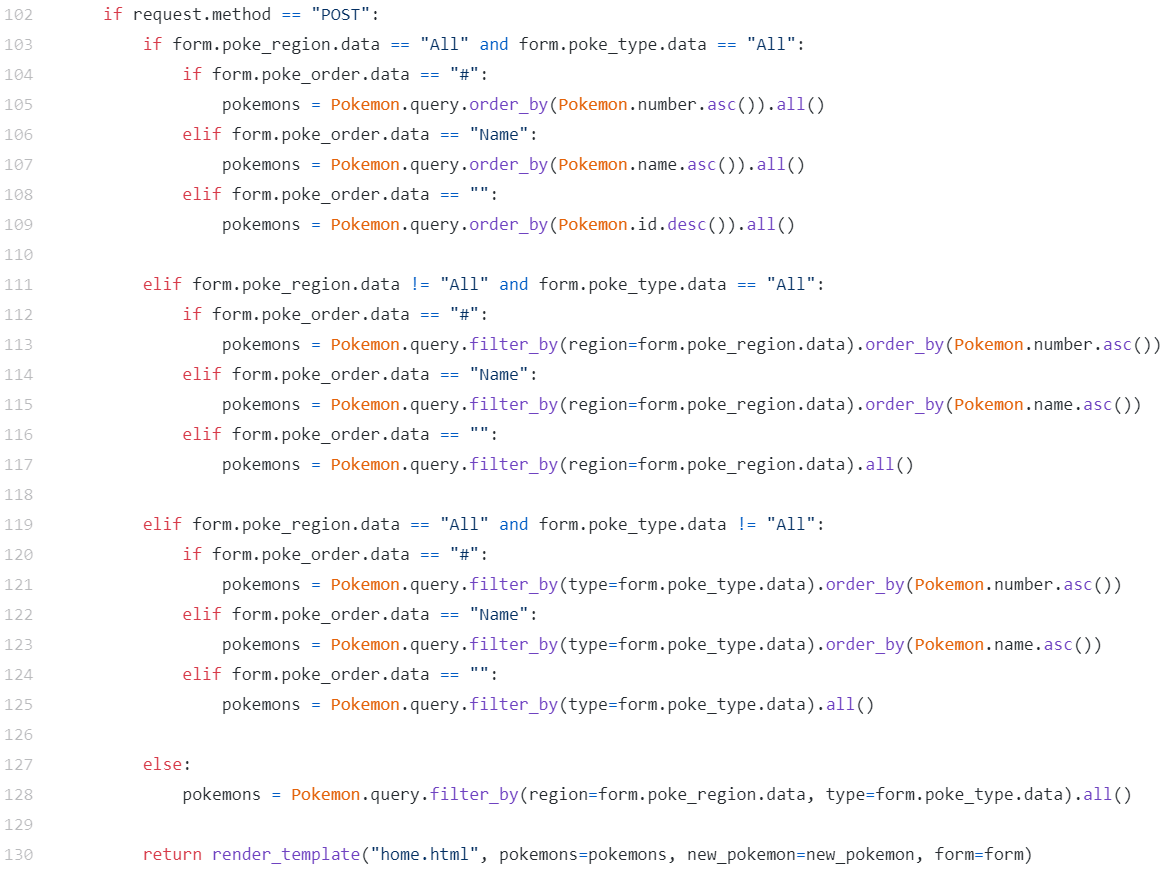 102 if request.method == "POST":
103 if form.poke_region.data == "All" and form.poke_type.data == "All":
104 if form.poke_order.data == "#":
105 pokemons = Pokemon.query.order_by(Pokemon.number.asc()).all()
106 elif form.poke_order.data == "Name":
107 pokemons = Pokemon.query.order_by(Pokemon.name.asc()).all()
108 elif form.poke_order.data == "":
109 pokemons = Pokemon.query.order_by(Pokemon.id.desc()).all()
110
111 elif form.poke_region.data != "All" and form.poke_type.data == "All":
112 if form.poke_order.data == "#":
113 pokemons = Pokemon.query.filter_by(region=form.poke_region.data).order_by(Pokemon.number.asc())
114 elif form.poke_order.data == "Name":
115 pokemons = Pokemon.query.filter_by(region=form.poke_region.data).order_by(Pokemon.name.asc())
116 elif form.poke_order.data == "":
117 pokemons = Pokemon.query.filter_by(region=form.poke_region.data).all()
118
119 elif form.poke_region.data == "All" and form.poke_type.data != "All":
120 if form.poke_order.data == "#":
121 pokemons = Pokemon.query.filter_by(type=form.poke_type.data).order_by(Pokemon.number.asc())
122 elif form.poke_order.data == "Name":
123 pokemons = Pokemon.query.filter_by(type=form.poke_type.data).order_by(Pokemon.name.asc())
124 elif form.poke_order.data == "":
125 pokemons = Pokemon.query.filter_by(type=form.poke_type.data).all()
126
127 else:
128 pokemons = Pokemon.query.filter_by(region=form.poke_region.data, type=form.poke_type.data).all()
129
130 return render_template("home.html", pokemons=pokemons, new_pokemon=new_pokemon, form=form)